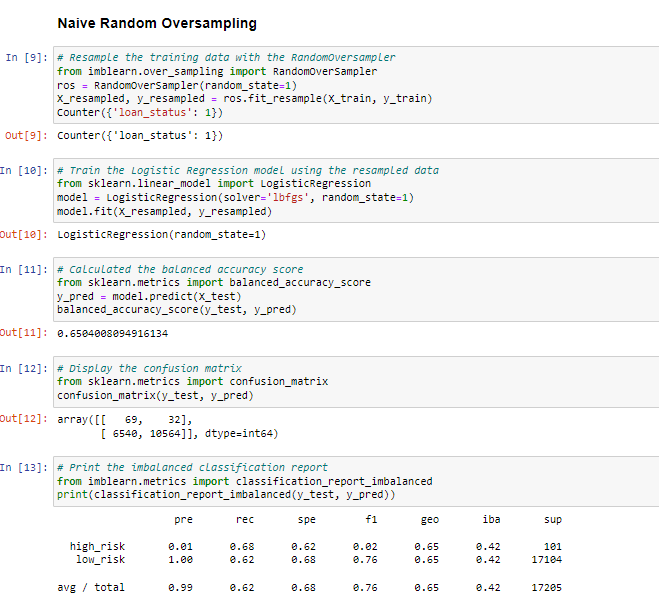 Naive Random Oversampling
In [9]: # Resample the training data with the RandomOversampler
from imblearn.over_sampling import RandomOverSampler
ros = RandomOverSampler(random_state=1)
X_resampled, y_resampled = ros.fit_resample(X_train, y_train)
Counter({'loan_status': 1})
Out[9]: Counter({'loan_status': 1})
In [10]: # Train the Logistic Regression model using the resampled data
from sklearn.linear_model import LogisticRegression
model = LogisticRegression(solver='lbfgs', random_state=1)
model.fit(X_resampled, y_resampled)
Out[10]: LogisticRegression(random_state=1)
In [11]: # Calculated the balanced accuracy score
from sklearn.metrics import balanced_accuracy_score
y_pred = model.predict(X_test)
balanced_accuracy_score(y_test, y_pred)
Out[11]: 0.6504008094916134
In [12]: # Display the confusion matrix
from sklearn.metrics import confusion_matrix
confusion_matrix(y_test, y_pred)
Out[12]: array([[   69,    32],
[ 6540, 10564]], dtype=int64)
In [13]: # Print the imbalanced classification report
from imblearn.metrics import classification_report_imbalanced
print(classification_report_imbalanced(y_test, y_pred))
pre rec spe f1 geo iba sup
high_risk 0.01 0.68 0.62 0.02 0.65 0.42 101
low_risk 1.00 0.62 0.68 0.76 0.65 0.42 17104
avg / total 0.99 0.62 0.68 0.76 0.65 0.42 17205